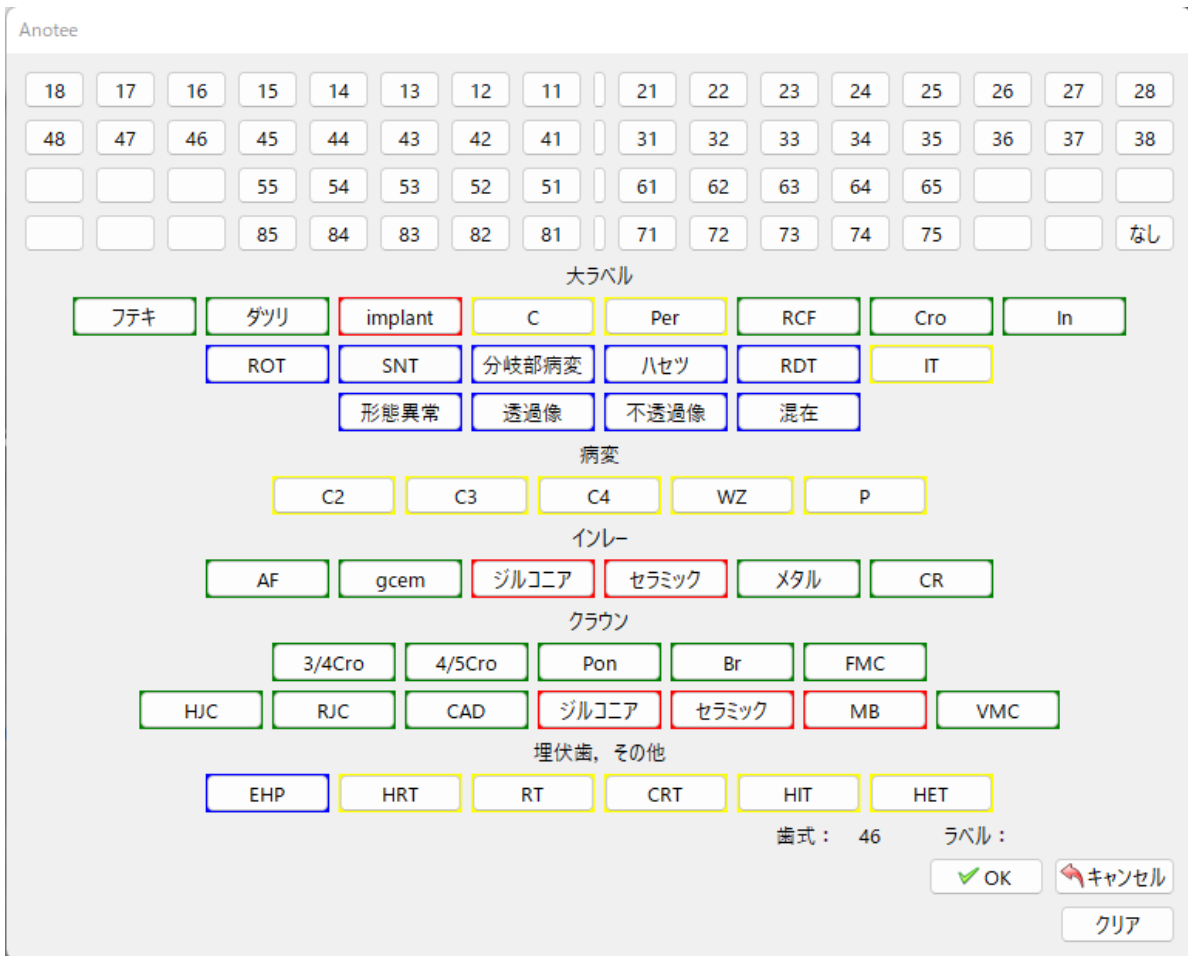 Anotee
18 17 16 15 14 13 12 11 21 22 23 24 25 26 27 28
48 47 46 45 44 43 42 41 31 32 33 34 35 36 37 38
55 54 53 52 51 61 62 63 64 65
85 84 83 82 81 71 72 73 74 75 なし
大ラベル
フテキ ダツリ implant C Per RCF Cro In
ROT SNT 分岐部病変 ハセツ RDT IT
形態異常 透過像 不透過像 混在
病変
C2 C3 C4 WZ P
インレー
AF gcem ジルコニア セラミック メタル CR
クラウン
3/4Cro 4/5Cro Pon Br FMC
HJC RJC CAD ジルコニア セラミック MB VMC
埋伏歯，その他
EHP HRT RT CRT HIT HET
歯式： 46 ラベル：
OK キャンセル
クリア